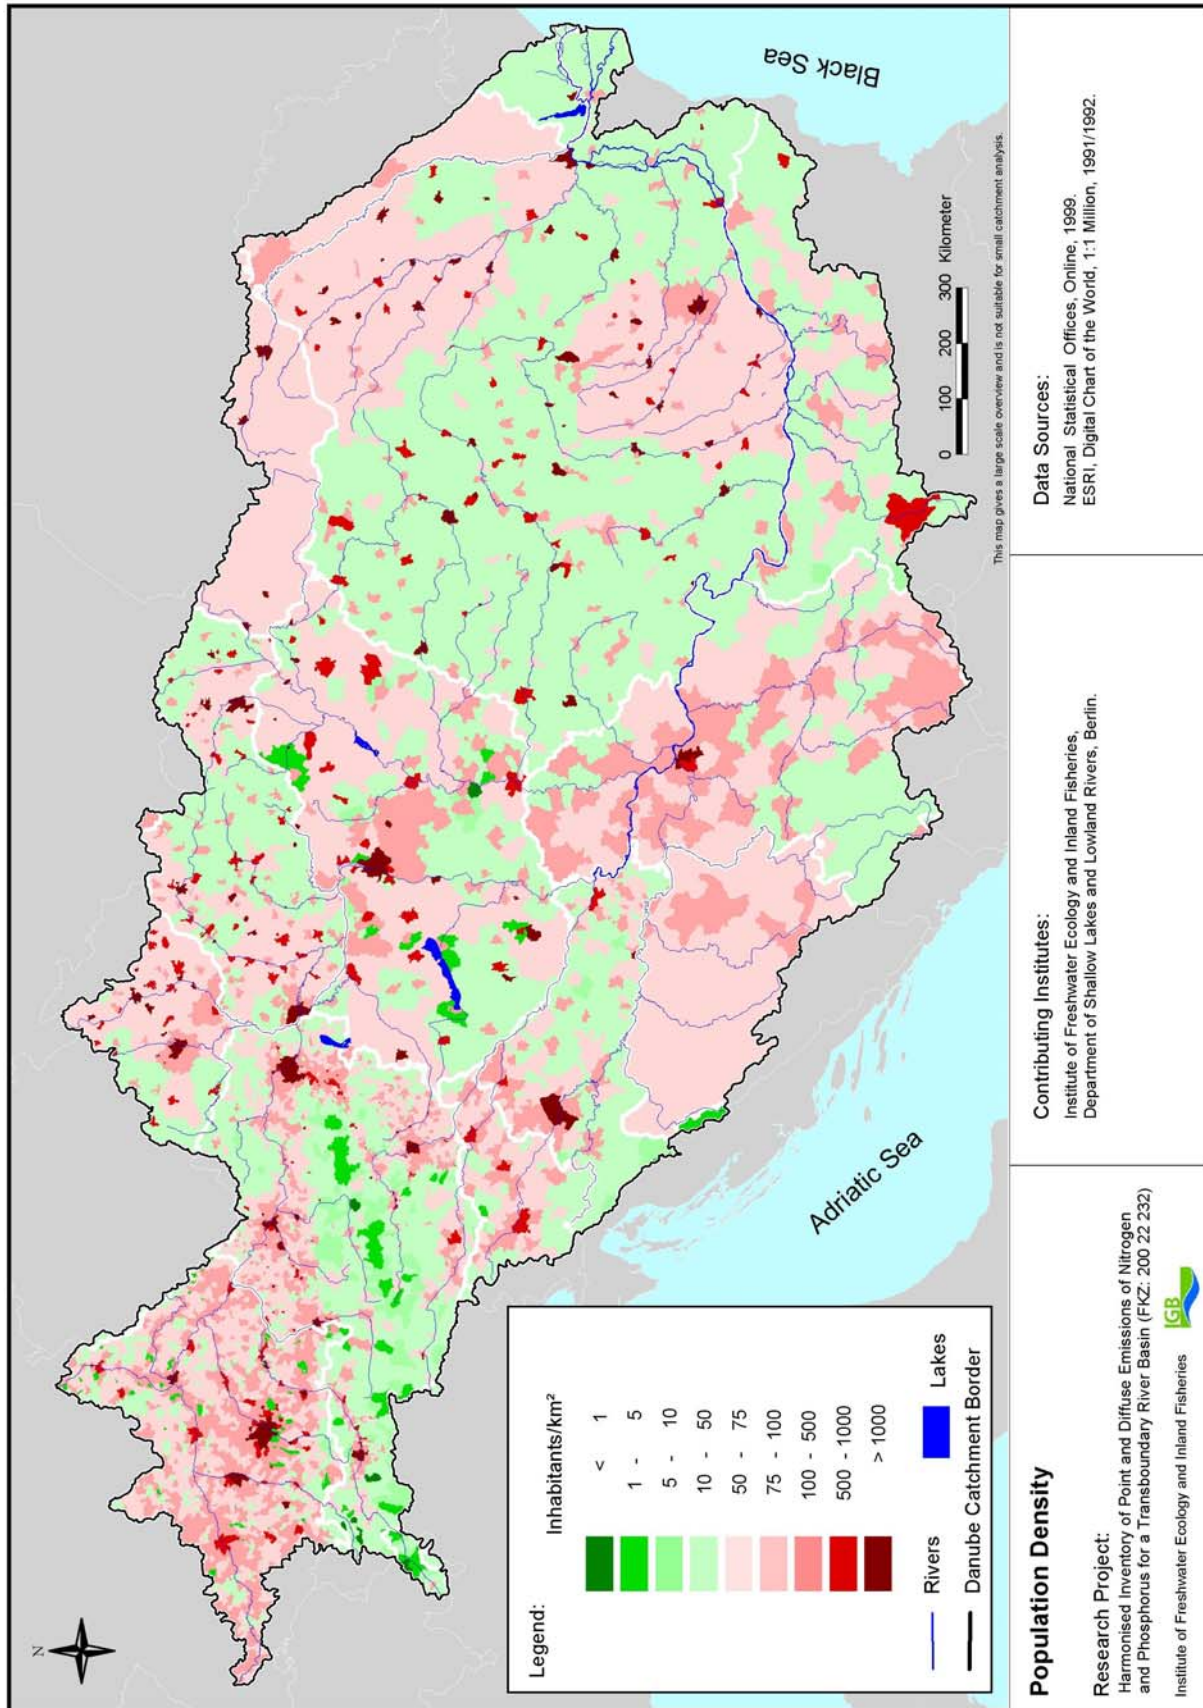 N
Black Sea
Adriatic Sea
0 100 200 300 Kilometer
This map gives a large scale overview and is not suitable for small catchment analysis.
Legend:
Inhabitants/km²
< 1
1 - 5
5 - 10
10 - 50
50 - 75
75 - 100
100 - 500
500 - 1000
> 1000
Rivers
Lakes
Danube Catchment Border
Population Density
Research Project:
Harmonised Inventory of Point and Diffuse Emissions of Nitrogen
and Phosphorus for a Transboundary River Basin (FKZ: 200 22 232)
Institute of Freshwater Ecology and Inland Fisheries
IGB
Contributing Institutes:
Institute of Freshwater Ecology and Inland Fisheries,
Department of Shallow Lakes and Lowland Rivers, Berlin.
Data Sources:
National Statistical Offices, Online, 1999.
ESRI, Digital Chart of the World, 1:1 Million, 1991/1992.